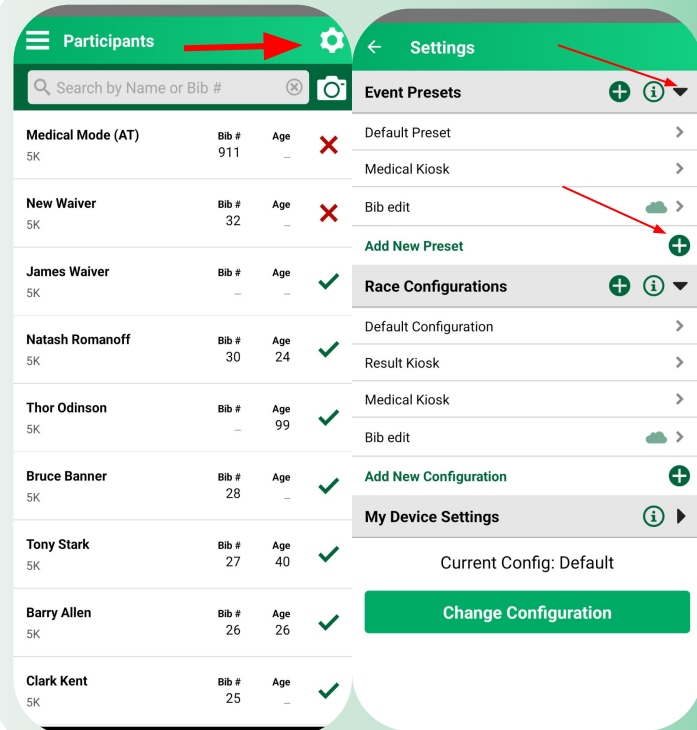 Participants
Search by Name or Bib #
Medical Mode (AT) Bib # Age
5K 911 –
New Waiver Bib # Age
5K 32 –
James Waiver Bib # Age
5K – –
Natash Romanoff Bib # Age
5K 30 24
Thor Odinson Bib # Age
5K – 99
Bruce Banner Bib # Age
5K 28 –
Tony Stark Bib # Age
5K 27 40
Barry Allen Bib # Age
5K 26 26
Clark Kent Bib # Age
5K 25 –
Settings
Event Presets
Default Preset
Medical Kiosk
Bib edit
Add New Preset
Race Configurations
Default Configuration
Result Kiosk
Medical Kiosk
Bib edit
Add New Configuration
My Device Settings
Current Config: Default
Change Configuration